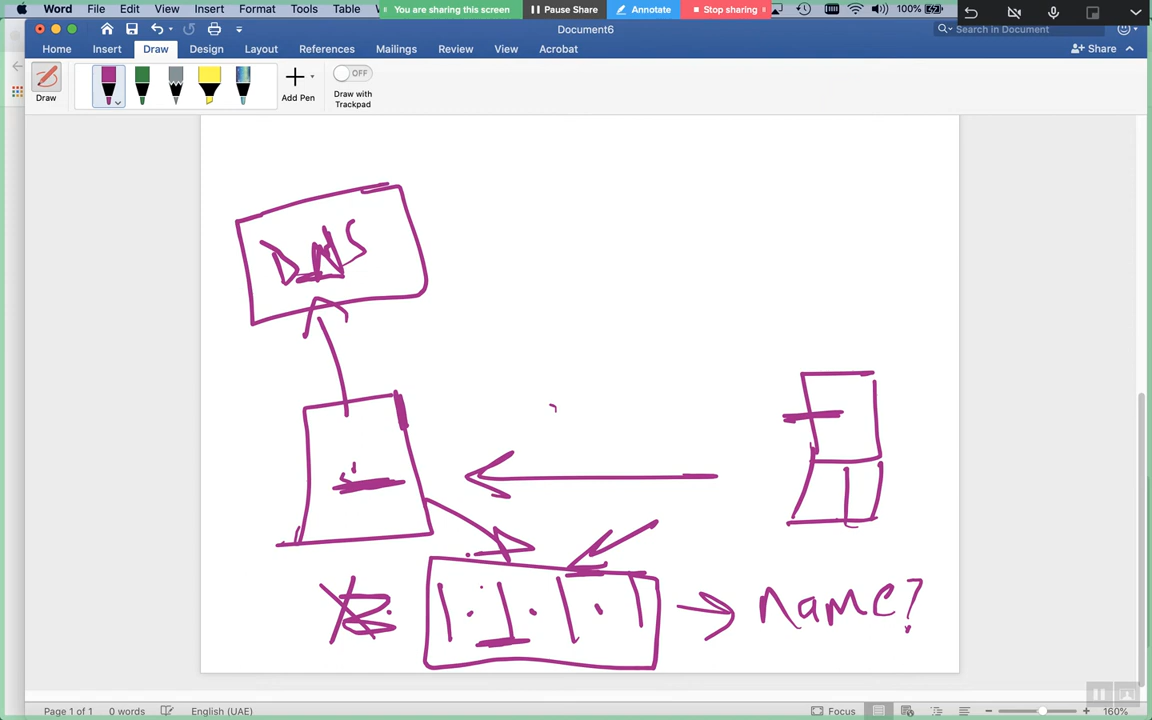 Word File Edit View Insert Format Tools Table
You are sharing this screen Pause Share Annotate Stop sharing
100%
Document6
Search in Document
Home Insert Draw Design Layout References Mailings Review View Acrobat
Share
Draw
Add Pen
OFF
Draw with
Trackpad
DNS
1.1.1.1 → name?
Page 1 of 1 0 words English (UAE)
Focus
160%